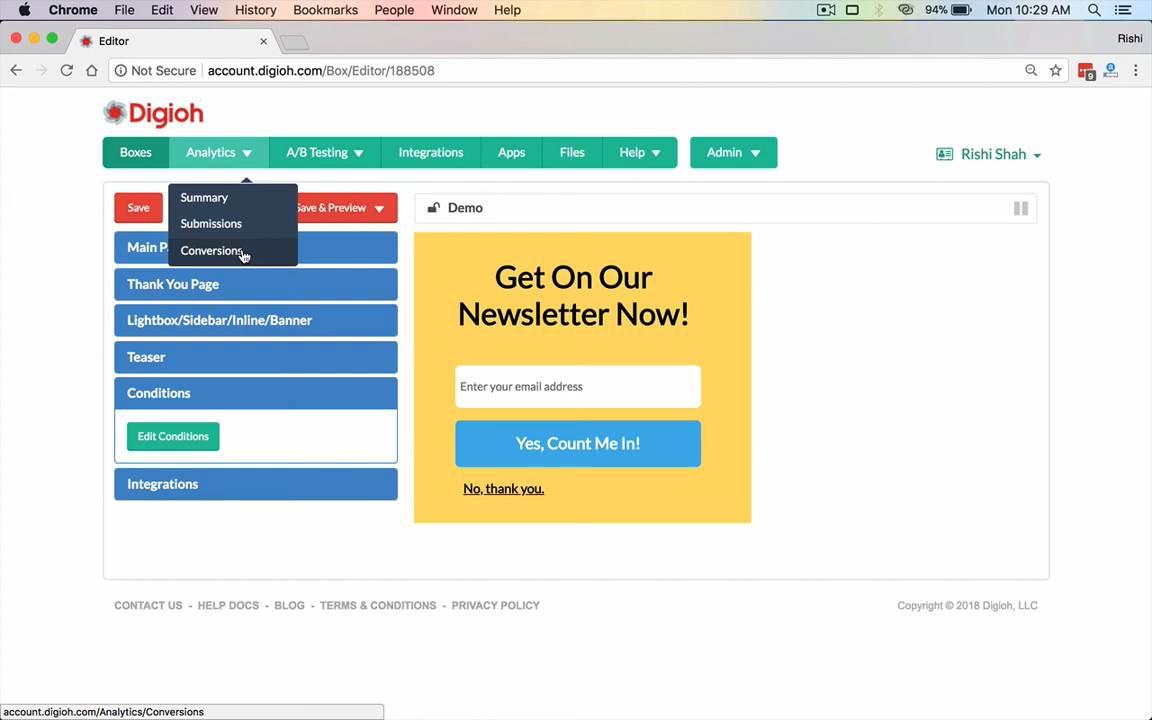 Chrome File Edit View History Bookmarks People Window Help 94% Mon 10:29 AM
Editor
Rishi
Not Secure account.digioh.com/Box/Editor/188508
9
Digioh
Boxes Analytics A/B Testing Integrations Apps Files Help Admin
Rishi Shah
Summary
Submissions
Conversions
Save
Save & Preview
Demo
Main P
Thank You Page
Lightbox/Sidebar/Inline/Banner
Teaser
Conditions
Edit Conditions
Integrations
Get On Our
Newsletter Now!
Enter your email address
Yes, Count Me In!
No, thank you.
CONTACT US - HELP DOCS - BLOG - TERMS & CONDITIONS - PRIVACY POLICY
Copyright © 2018 Digioh, LLC
account.digioh.com/Analytics/Conversions